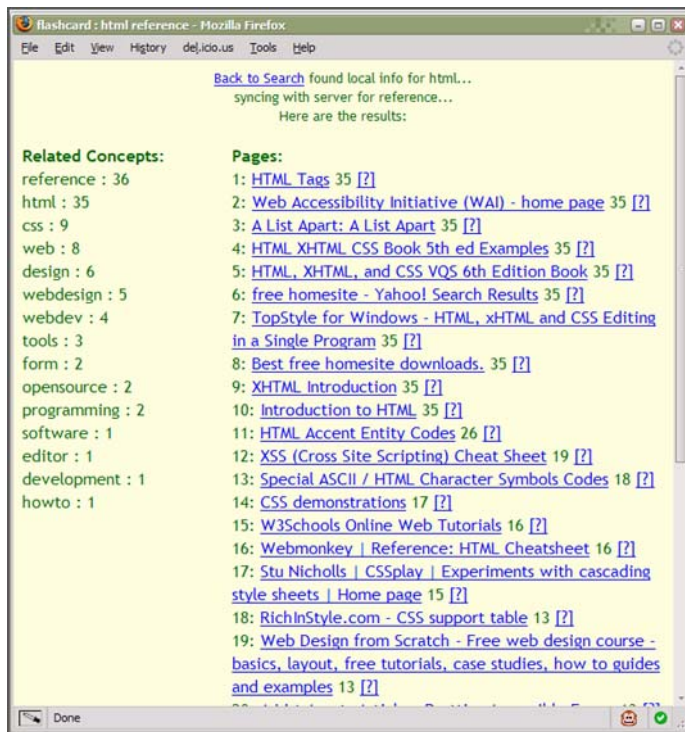 flashcard : html reference - Mozilla Firefox
File Edit View History del.icio.us Tools Help
Back to Search found local info for html...
syncing with server for reference...
Here are the results:
Related Concepts:
reference : 36
html : 35
css : 9
web : 8
design : 6
webdesign : 5
webdev : 4
tools : 3
form : 2
opensource : 2
programming : 2
software : 1
editor : 1
development : 1
howto : 1
Pages:
1: HTML Tags 35 [?]
2: Web Accessibility Initiative (WAI) - home page 35 [?]
3: A List Apart: A List Apart 35 [?]
4: HTML XHTML CSS Book 5th ed Examples 35 [?]
5: HTML, XHTML, and CSS VQS 6th Edition Book 35 [?]
6: free homesite - Yahoo! Search Results 35 [?]
7: TopStyle for Windows - HTML, xHTML and CSS Editing
in a Single Program 35 [?]
8: Best free homesite downloads. 35 [?]
9: XHTML Introduction 35 [?]
10: Introduction to HTML 35 [?]
11: HTML Accent Entity Codes 26 [?]
12: XSS (Cross Site Scripting) Cheat Sheet 19 [?]
13: Special ASCII / HTML Character Symbols Codes 18 [?]
14: CSS demonstrations 17 [?]
15: W3Schools Online Web Tutorials 16 [?]
16: Webmonkey | Reference: HTML Cheatsheet 16 [?]
17: Stu Nicholls | CSSplay | Experiments with cascading
style sheets | Home page 15 [?]
18: RichInStyle.com - CSS support table 13 [?]
19: Web Design from Scratch - Free web design course -
basics, layout, free tutorials, case studies, how to guides
and examples 13 [?]
Done